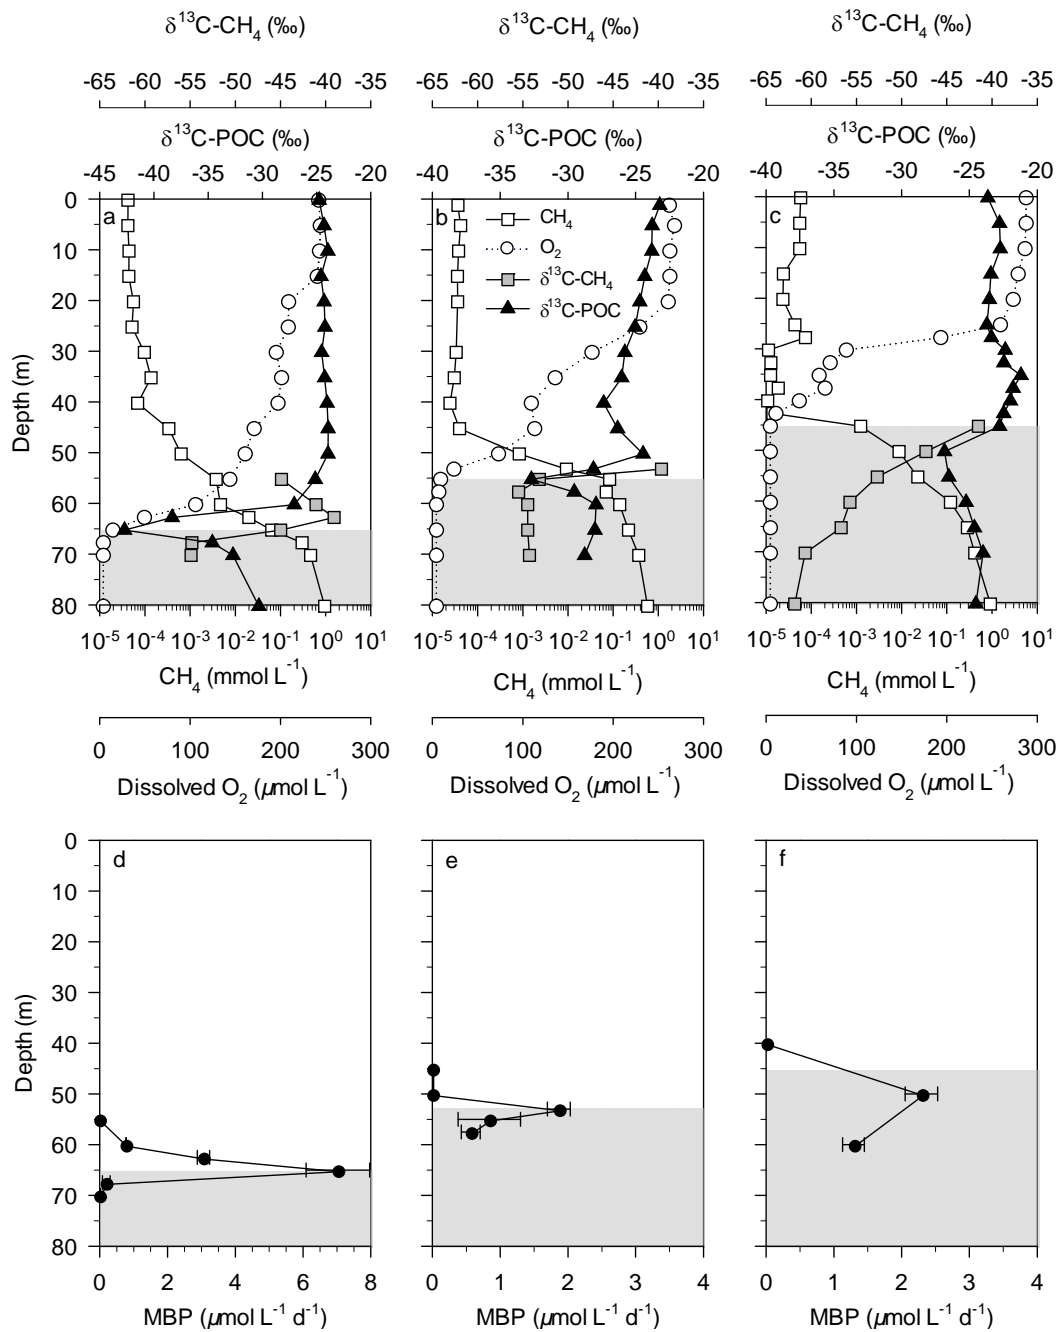 δ¹³C-CH₄ (‰) δ¹³C-CH₄ (‰) δ¹³C-CH₄ (‰)
-65 -60 -55 -50 -45 -40 -35 -65 -60 -55 -50 -45 -40 -35 -65 -60 -55 -50 -45 -40 -35
δ¹³C-POC (‰) δ¹³C-POC (‰) δ¹³C-POC (‰)
-45 -40 -35 -30 -25 -20 -45 -40 -35 -30 -25 -20 -40 -35 -30 -25 -20
a b c
CH₄
O₂
δ¹³C-CH₄
δ¹³C-POC
0
10
20
30
40
50
60
70
80
Depth (m)
10⁻⁵ 10⁻⁴ 10⁻³ 10⁻² 10⁻¹ 10⁰ 10¹ 10⁻⁵ 10⁻⁴ 10⁻³ 10⁻² 10⁻¹ 10⁰ 10¹ 10⁻⁵ 10⁻⁴ 10⁻³ 10⁻² 10⁻¹ 10⁰ 10¹
CH₄ (mmol L⁻¹) CH₄ (mmol L⁻¹) CH₄ (mmol L⁻¹)
0 100 200 300 0 100 200 300 0 100 200 300
Dissolved O₂ (µmol L⁻¹) Dissolved O₂ (µmol L⁻¹) Dissolved O₂ (µmol L⁻¹)
d e f
0
10
20
30
40
50
60
70
80
Depth (m)
0 2 4 6 8 0 1 2 3 4 0 1 2 3 4
MBP (µmol L⁻¹ d⁻¹) MBP (µmol L⁻¹ d⁻¹) MBP (µmol L⁻¹ d⁻¹)